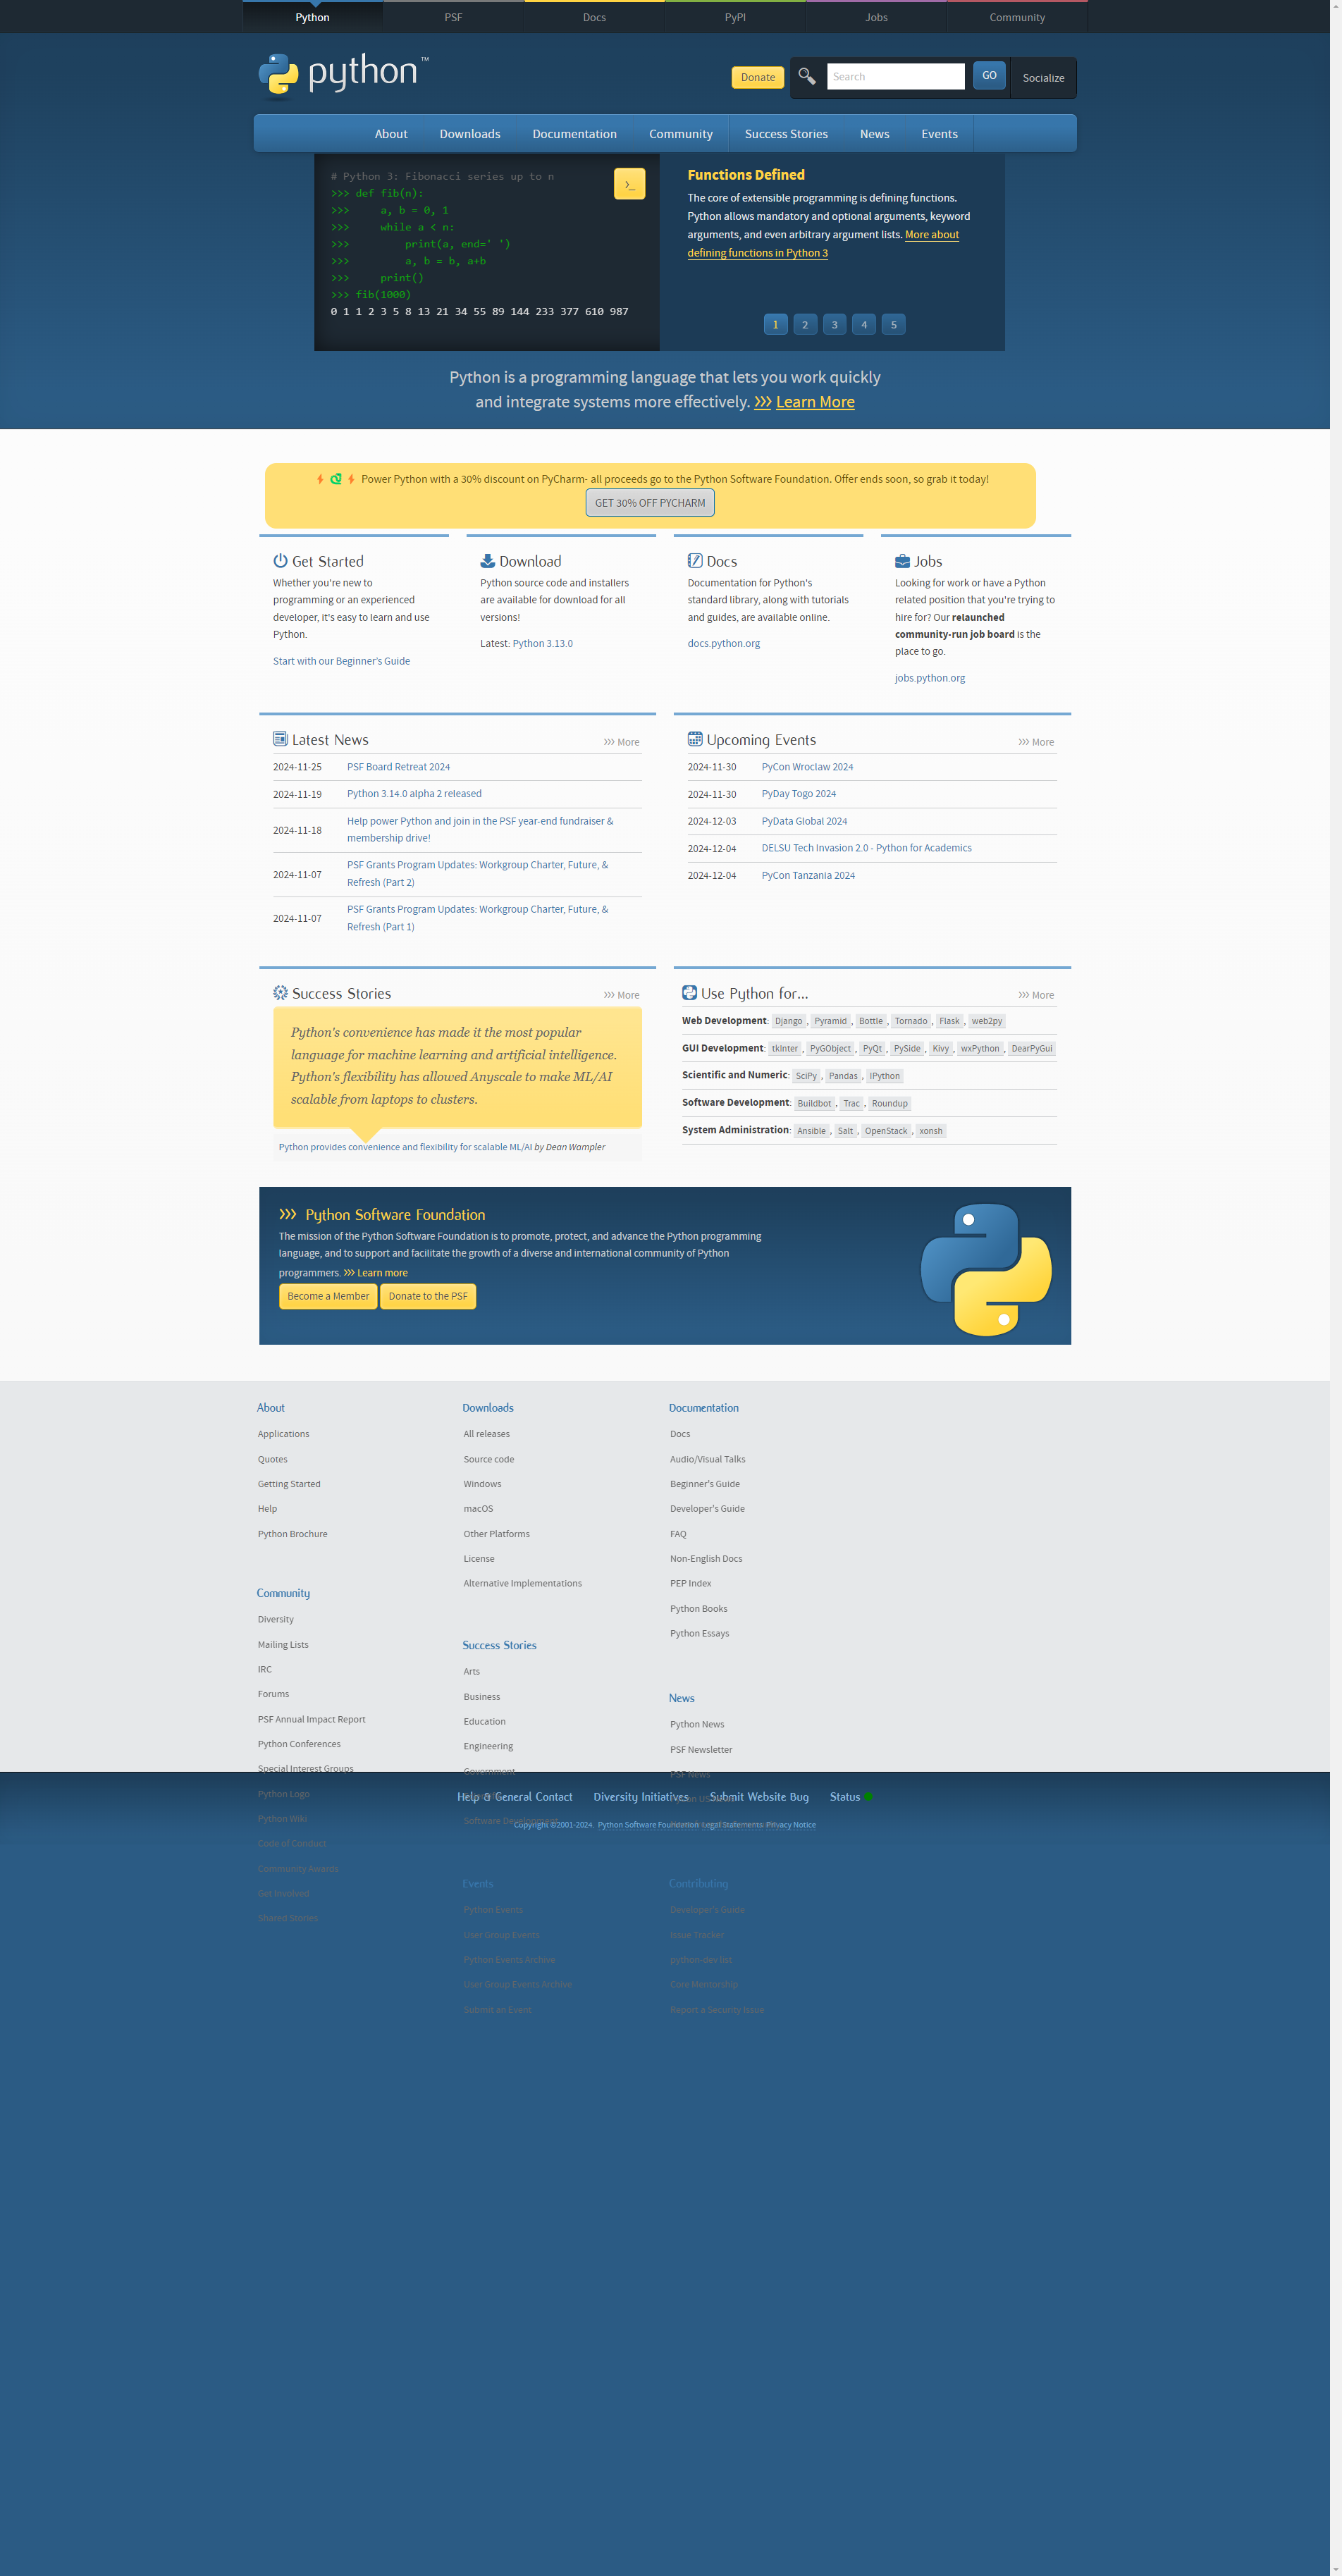 Python
PSF
Docs
PyPI
Jobs
Community
python™
Donate
Search
GO
Socialize
About
Downloads
Documentation
Community
Success Stories
News
Events
# Python 3: Fibonacci series up to n
>>> def fib(n):
>>>     a, b = 0, 1
>>>     while a < n:
>>>         print(a, end=' ')
>>>         a, b = b, a+b
>>>     print()
>>> fib(1000)
0 1 1 2 3 5 8 13 21 34 55 89 144 233 377 610 987
>_
Functions Defined
The core of extensible programming is defining functions.
Python allows mandatory and optional arguments, keyword
arguments, and even arbitrary argument lists. More about
defining functions in Python 3
1 2 3 4 5
Python is a programming language that lets you work quickly
and integrate systems more effectively. >>> Learn More
Power Python with a 30% discount on PyCharm- all proceeds go to the Python Software Foundation. Offer ends soon, so grab it today!
GET 30% OFF PYCHARM
Get Started
Whether you're new to
programming or an experienced
developer, it's easy to learn and use
Python.
Start with our Beginner's Guide
Download
Python source code and installers
are available for download for all
versions!
Latest: Python 3.13.0
Docs
Documentation for Python's
standard library, along with tutorials
and guides, are available online.
docs.python.org
Jobs
Looking for work or have a Python
related position that you're trying to
hire for? Our relaunched
community-run job board is the
place to go.
jobs.python.org
Latest News
>>> More
2024-11-25 PSF Board Retreat 2024
2024-11-19 Python 3.14.0 alpha 2 released
2024-11-18 Help power Python and join in the PSF year-end fundraiser &
membership drive!
2024-11-07 PSF Grants Program Updates: Workgroup Charter, Future, &
Refresh (Part 2)
2024-11-07 PSF Grants Program Updates: Workgroup Charter, Future, &
Refresh (Part 1)
Upcoming Events
>>> More
2024-11-30 PyCon Wroclaw 2024
2024-11-30 PyDay Togo 2024
2024-12-03 PyData Global 2024
2024-12-04 DELSU Tech Invasion 2.0 - Python for Academics
2024-12-04 PyCon Tanzania 2024
Success Stories
>>> More
Python's convenience has made it the most popular
language for machine learning and artificial intelligence.
Python's flexibility has allowed Anyscale to make ML/AI
scalable from laptops to clusters.
Python provides convenience and flexibility for scalable ML/AI by Dean Wampler
Use Python for…
>>> More
Web Development: Django, Pyramid, Bottle, Tornado, Flask, web2py
GUI Development: tkInter, PyGObject, PyQt, PySide, Kivy, wxPython, DearPyGui
Scientific and Numeric: SciPy, Pandas, IPython
Software Development: Buildbot, Trac, Roundup
System Administration: Ansible, Salt, OpenStack, xonsh
>>> Python Software Foundation
The mission of the Python Software Foundation is to promote, protect, and advance the Python programming
language, and to support and facilitate the growth of a diverse and international community of Python
programmers. >>> Learn more
Become a Member
Donate to the PSF
About
Applications
Quotes
Getting Started
Help
Python Brochure
Community
Diversity
Mailing Lists
IRC
Forums
PSF Annual Impact Report
Python Conferences
Special Interest Groups
Python Logo
Python Wiki
Code of Conduct
Community Awards
Get Involved
Shared Stories
Downloads
All releases
Source code
Windows
macOS
Other Platforms
License
Alternative Implementations
Success Stories
Arts
Business
Education
Engineering
Government
Software Development
Events
Python Events
User Group Events
Python Events Archive
User Group Events Archive
Submit an Event
Documentation
Docs
Audio/Visual Talks
Beginner's Guide
Developer's Guide
FAQ
Non-English Docs
PEP Index
Python Books
Python Essays
News
Python News
PSF Newsletter
PSF News
Contributing
Developer's Guide
Issue Tracker
python-dev list
Core Mentorship
Report a Security Issue
Help & General Contact
Diversity Initiatives
Submit Website Bug
Status
Copyright ©2001-2024. Python Software Foundation Legal Statements Privacy Notice